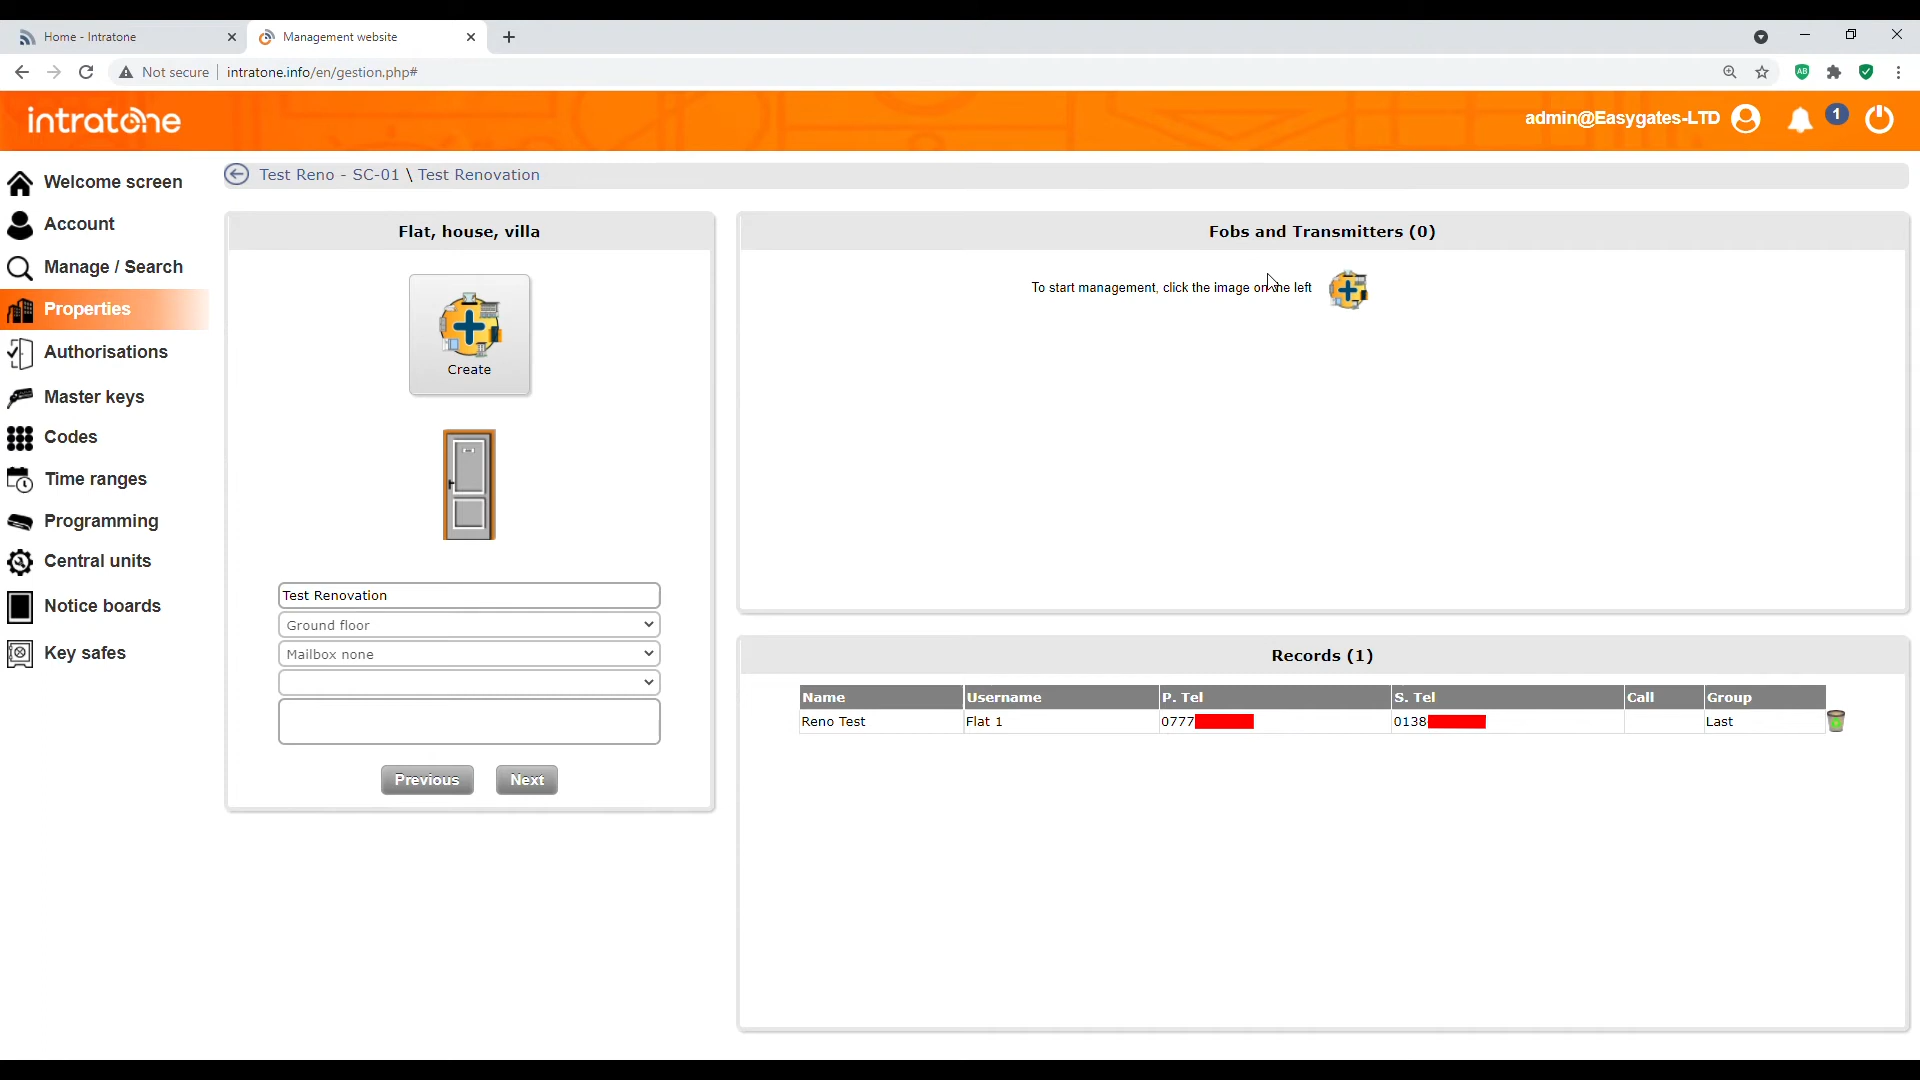 Home - Intratone
Management website
Not secure
intratone.info/en/gestion.php#
AB
intratone
admin@Easygates-LTD
1
Welcome screen
Account
Manage / Search
Properties
Authorisations
Master keys
Codes
Time ranges
Programming
Central units
Notice boards
Key safes
Test Reno - SC-01 \ Test Renovation
Flat, house, villa
Create
Test Renovation
Ground floor
Mailbox none
Previous
Next
Fobs and Transmitters (0)
To start management, click the image on the left
Records (1)
Name Username P. Tel S. Tel Call Group
Reno Test Flat 1 0777 0138 Last